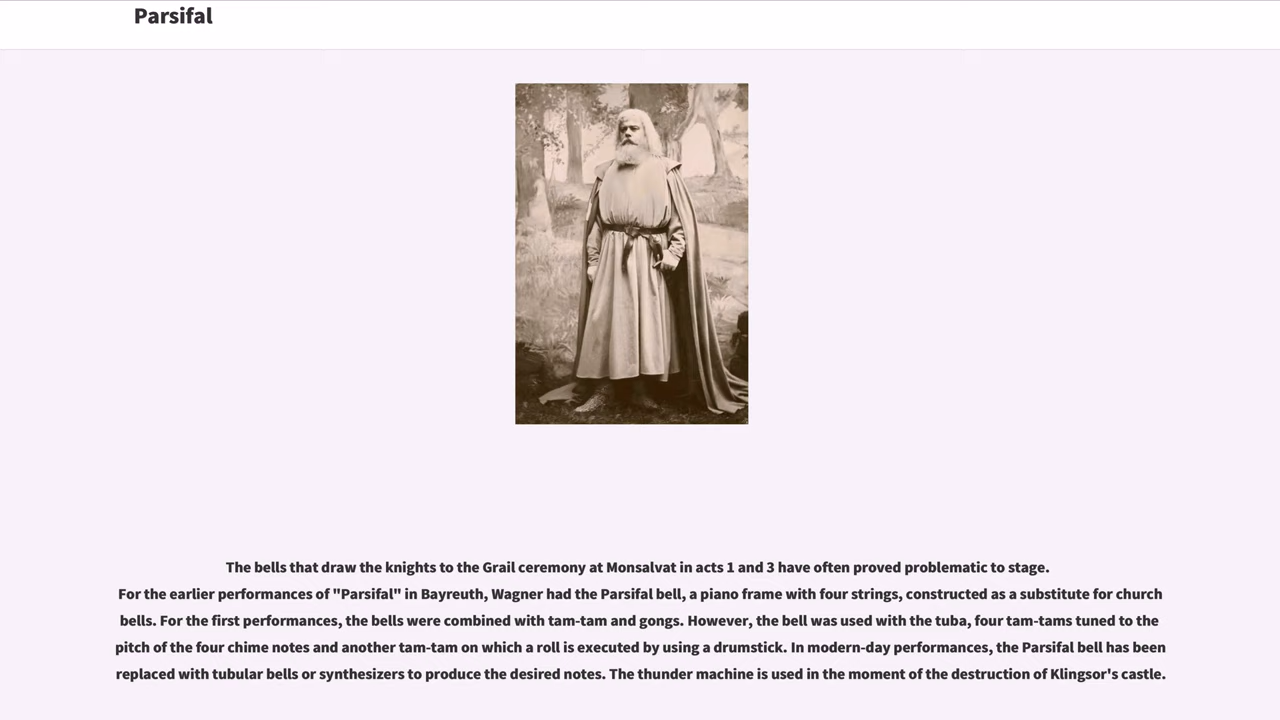 Parsifal
The bells that draw the knights to the Grail ceremony at Monsalvat in acts 1 and 3 have often proved problematic to stage.
For the earlier performances of "Parsifal" in Bayreuth, Wagner had the Parsifal bell, a piano frame with four strings, constructed as a substitute for church
bells. For the first performances, the bells were combined with tam-tam and gongs. However, the bell was used with the tuba, four tam-tams tuned to the
pitch of the four chime notes and another tam-tam on which a roll is executed by using a drumstick. In modern-day performances, the Parsifal bell has been
replaced with tubular bells or synthesizers to produce the desired notes. The thunder machine is used in the moment of the destruction of Klingsor's castle.